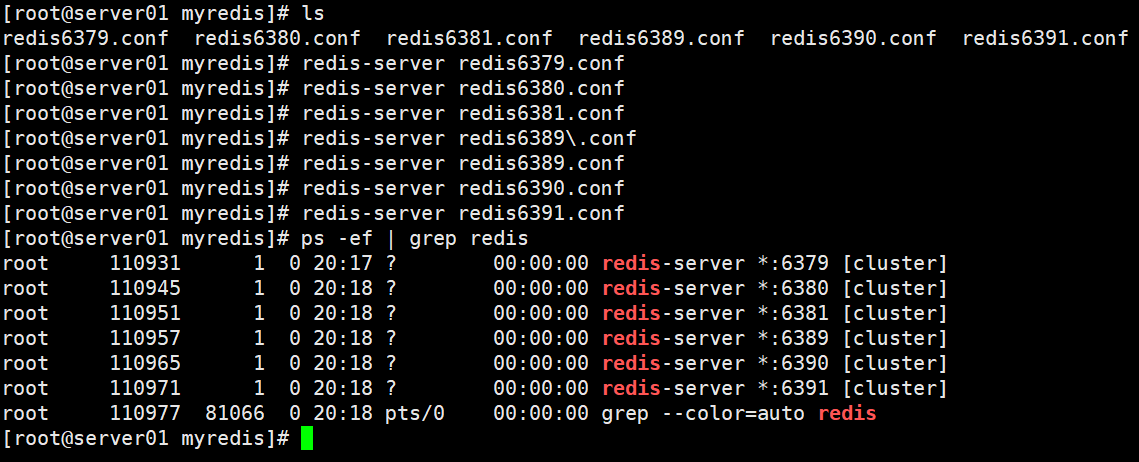 [root@server01 myredis]# ls
redis6379.conf  redis6380.conf  redis6381.conf  redis6389.conf  redis6390.conf  redis6391.conf
[root@server01 myredis]# redis-server redis6379.conf
[root@server01 myredis]# redis-server redis6380.conf
[root@server01 myredis]# redis-server redis6381.conf
[root@server01 myredis]# redis-server redis6389\.conf
[root@server01 myredis]# redis-server redis6389.conf
[root@server01 myredis]# redis-server redis6390.conf
[root@server01 myredis]# redis-server redis6391.conf
[root@server01 myredis]# ps -ef | grep redis
root     110931      1  0 20:17 ?        00:00:00 redis-server *:6379 [cluster]
root     110945      1  0 20:18 ?        00:00:00 redis-server *:6380 [cluster]
root     110951      1  0 20:18 ?        00:00:00 redis-server *:6381 [cluster]
root     110957      1  0 20:18 ?        00:00:00 redis-server *:6389 [cluster]
root     110965      1  0 20:18 ?        00:00:00 redis-server *:6390 [cluster]
root     110971      1  0 20:18 ?        00:00:00 redis-server *:6391 [cluster]
root     110977  81066  0 20:18 pts/0    00:00:00 grep --color=auto redis
[root@server01 myredis]#